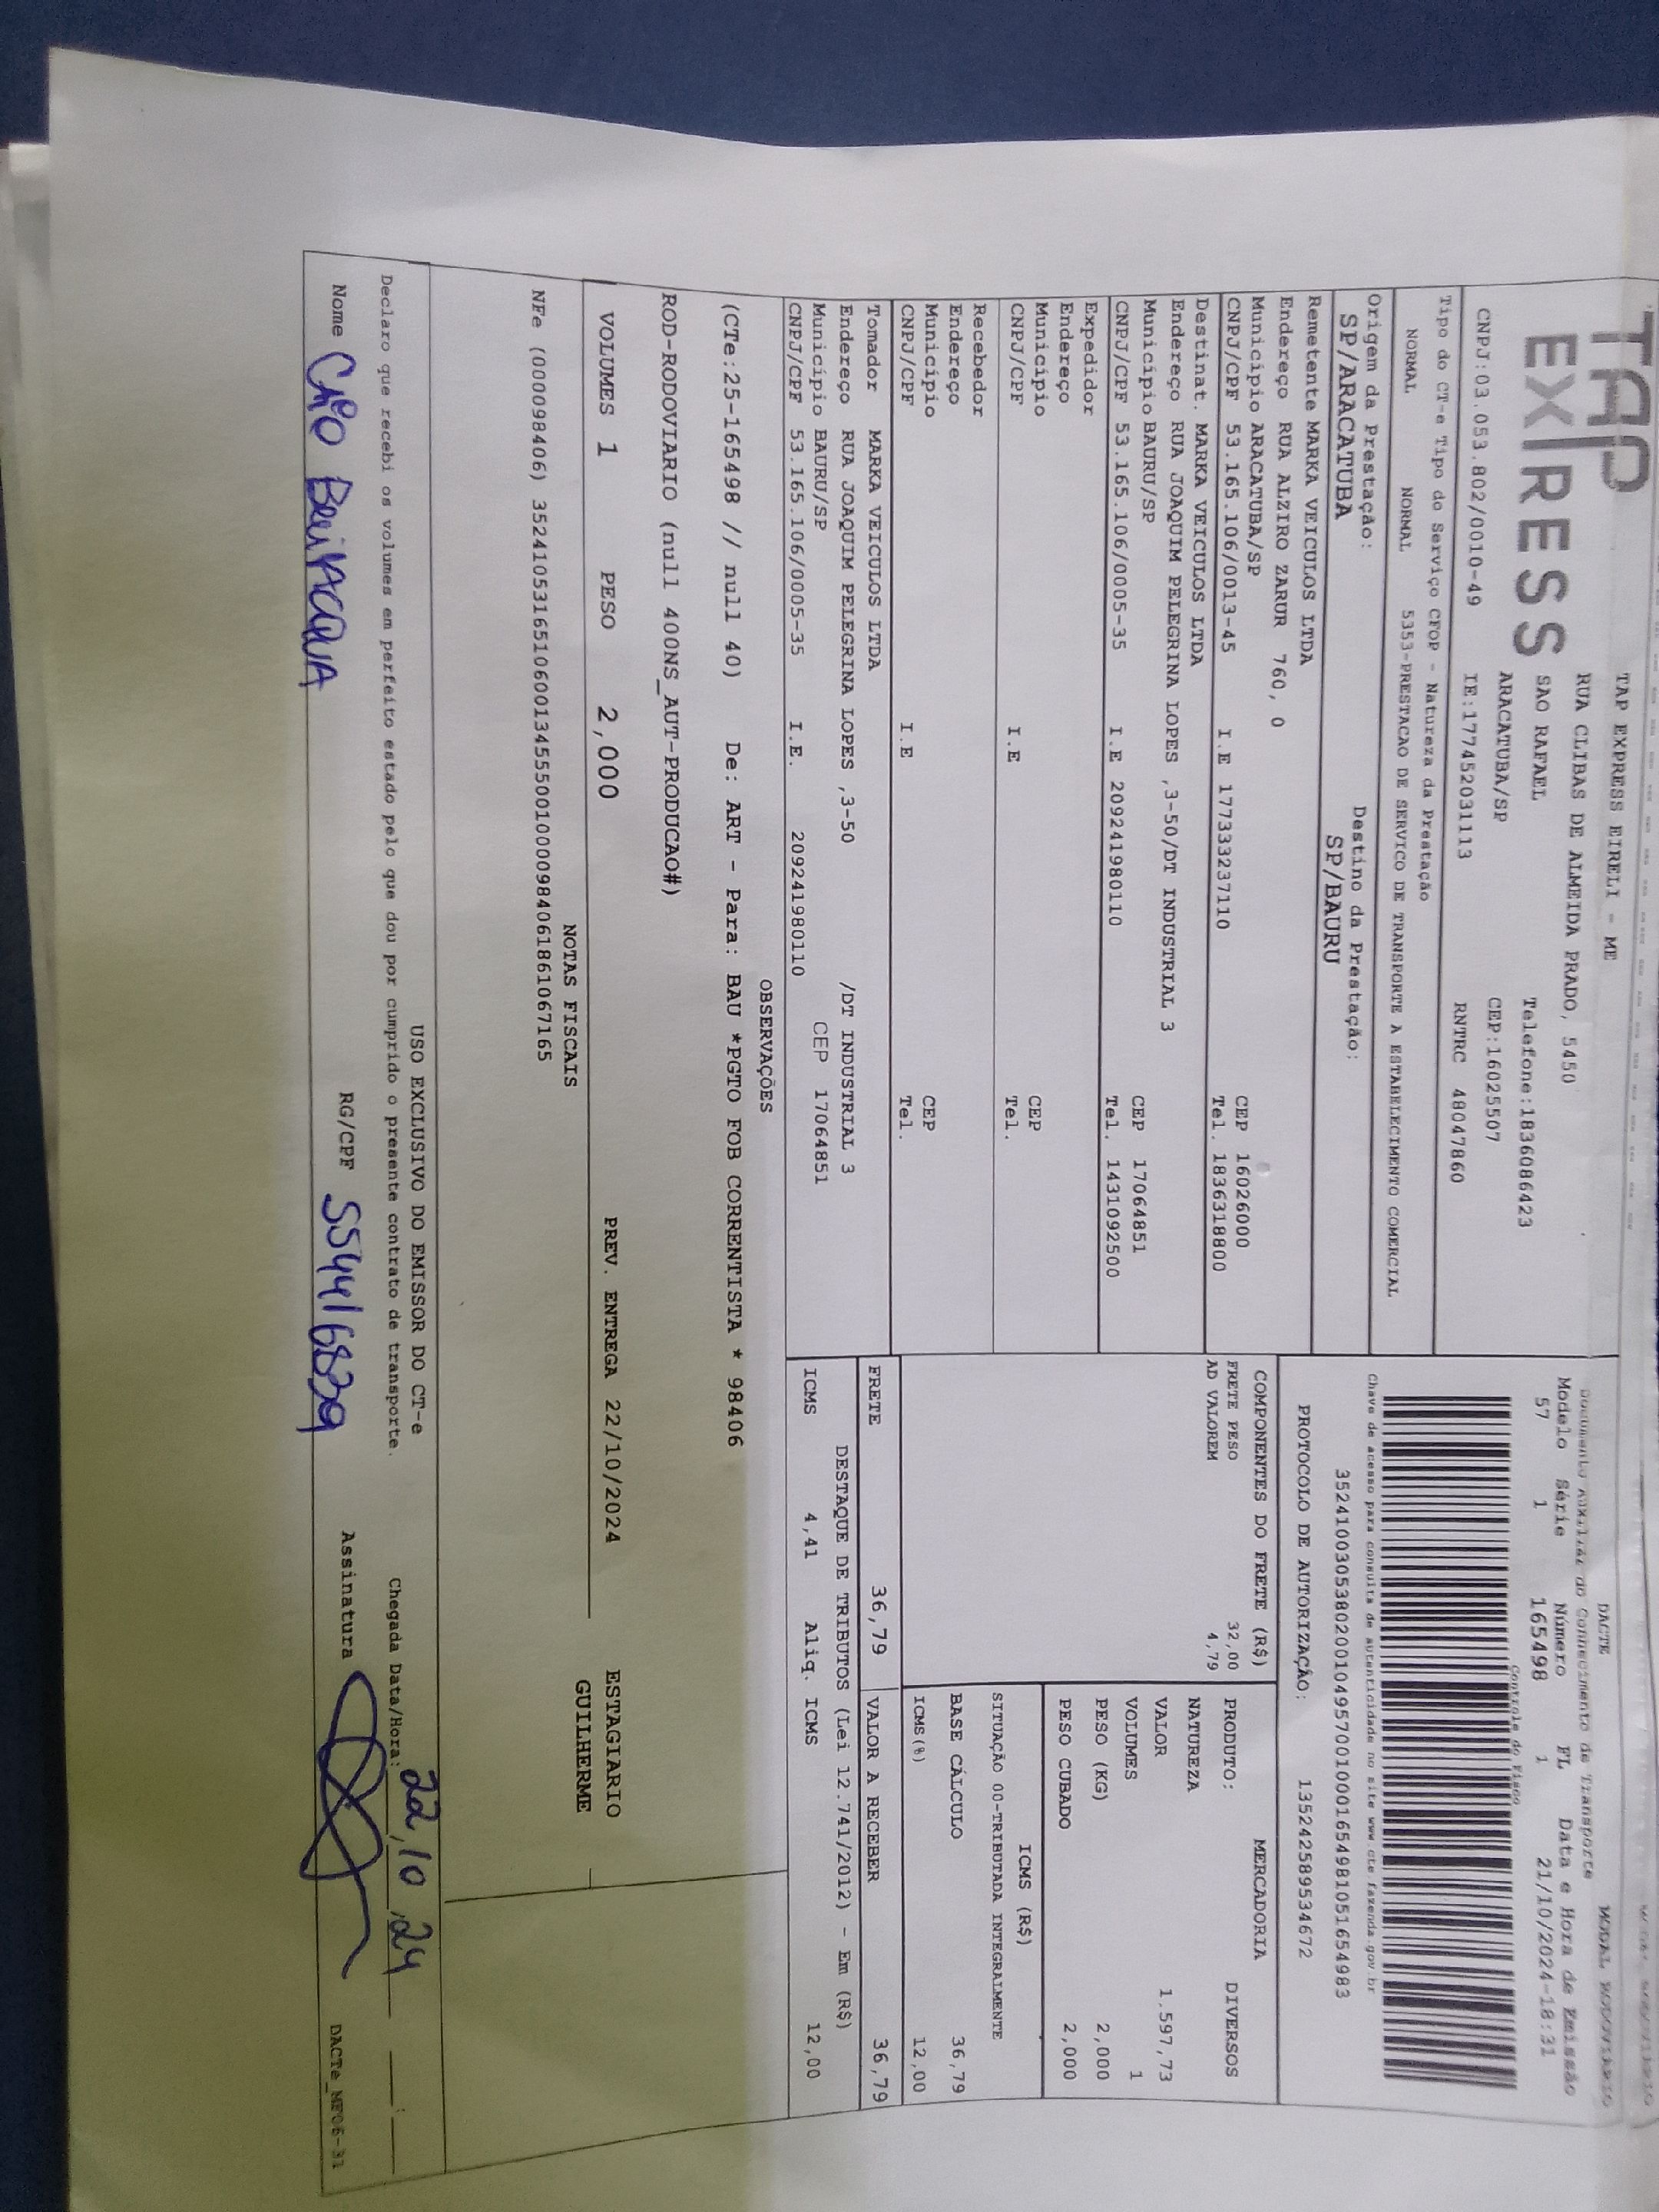 TAP
EXPRESS
TAP EXPRESS EIRELI - ME
RUA CLIBAS DE ALMEIDA PRADO, 5450
SAO RAFAEL
Telefone:1836086423
ARACATUBA/SP
CEP:16025507
CNPJ:03.053.802/0010-49 IE:177452031113 RNTRC 48047860
DACTE
MODAL RODOVIARIO
Documento Auxiliar do Conhecimento de Transporte
Modelo Série Número FL Data e Hora de Emissão
57 1 165498 1 21/10/2024-18:31
Controle do Fisco
Tipo do CT-e Tipo do Serviço CFOP - Natureza da Prestação
NORMAL NORMAL 5353-PRESTACAO DE SERVICO DE TRANSPORTE A ESTABELECIMENTO COMERCIAL
Chave de acesso para consulta de autenticidade no site www.cte.fazenda.gov.br
35241003053802001049570010001654981051654983
Origem da Prestação: Destino da Prestação:
SP/ARACATUBA SP/BAURU
PROTOCOLO DE AUTORIZAÇÃO: 135242589534672
Remetente MARKA VEICULOS LTDA
Endereço RUA ALZIRO ZARUR 760, 0
Município ARACATUBA/SP CEP 16026000
CNPJ/CPF 53.165.106/0013-45 I.E 177333237110 Tel. 1836318800
Destinat. MARKA VEICULOS LTDA
Endereço RUA JOAQUIM PELEGRINA LOPES ,3-50/DT INDUSTRIAL 3
Município BAURU/SP CEP 17064851
CNPJ/CPF 53.165.106/0005-35 I.E 209241980110 Tel. 1431092500
Expedidor
Endereço
Município CEP
CNPJ/CPF I.E Tel.
Recebedor
Endereço
Município CEP
CNPJ/CPF I.E Tel.
Tomador MARKA VEICULOS LTDA
Endereço RUA JOAQUIM PELEGRINA LOPES ,3-50 /DT INDUSTRIAL 3
Município BAURU/SP CEP 17064851
CNPJ/CPF 53.165.106/0005-35 I.E. 209241980110
COMPONENTES DO FRETE (R$)
FRETE PESO 32,00
AD VALOREM 4,79
MERCADORIA
PRODUTO: DIVERSOS
NATUREZA
VALOR 1.597,73
VOLUMES 1
PESO (KG) 2,000
PESO CUBADO 2,000
ICMS (R$)
SITUAÇÃO 00-TRIBUTADA INTEGRALMENTE
BASE CÁLCULO 36,79
ICMS(%) 12,00
FRETE 36,79 VALOR A RECEBER 36,79
DESTAQUE DE TRIBUTOS (Lei 12.741/2012) - Em (R$)
ICMS 4,41 Aliq. ICMS 12,00
OBSERVAÇÕES
(CTe:25-165498 // null 40) De: ART - Para: BAU *PGTO FOB CORRENTISTA * 98406
ROD-RODOVIARIO (null 400NS_AUT-PRODUCAO#)
VOLUMES 1 PESO 2,000 PREV. ENTREGA 22/10/2024 ESTAGIARIO
GUILHERME
NOTAS FISCAIS
NFe (000098406) 35241053165106001345550010000984061861067165
USO EXCLUSIVO DO EMISSOR DO CT-e
Declaro que recebi os volumes em perfeito estado pelo que dou por cumprido o presente contrato de transporte. Chegada Data/Hora: 22,10,24
Nome CAIO BEVILACQUA RG/CPF 554416839 Assinatura
DACTe_NF06-31